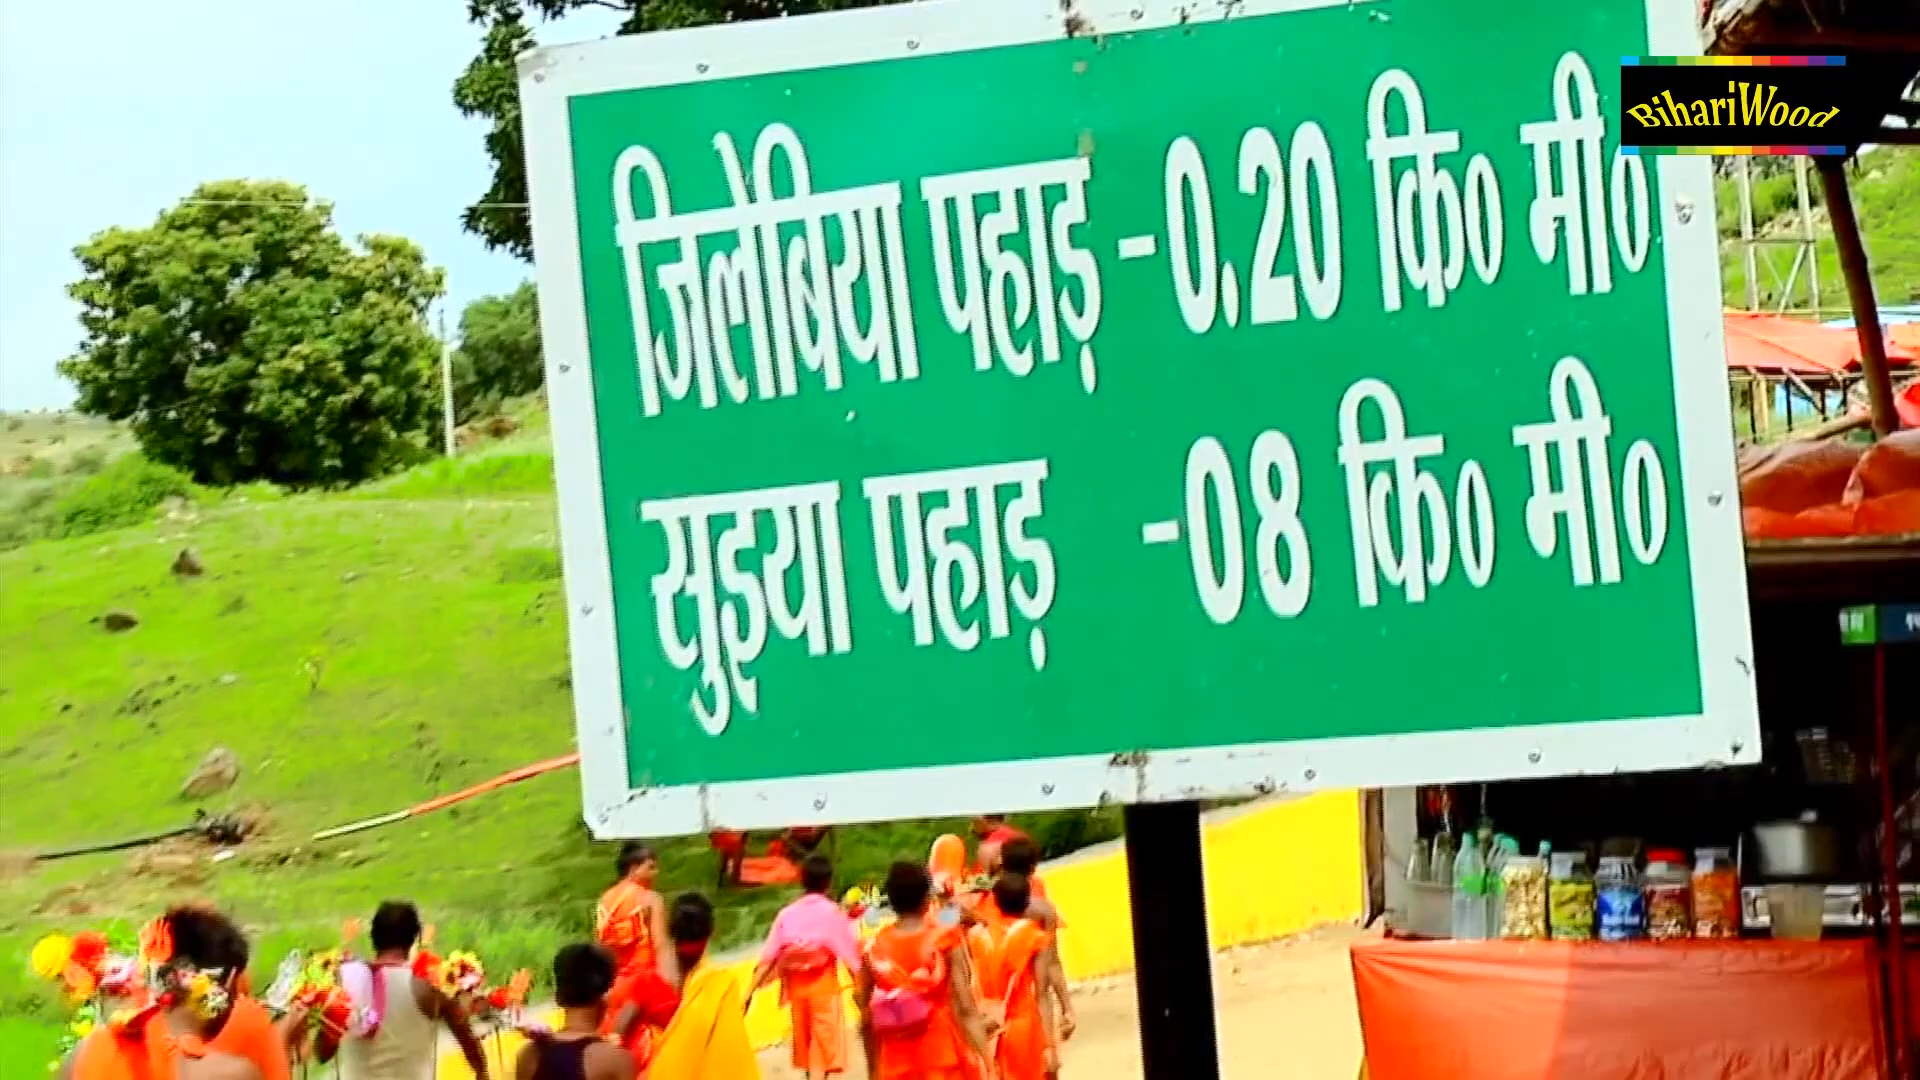 BihariWood
जिलेबिया पहाड़ -0.20 कि० मी०
सुइया पहाड़ -08 कि० मी०